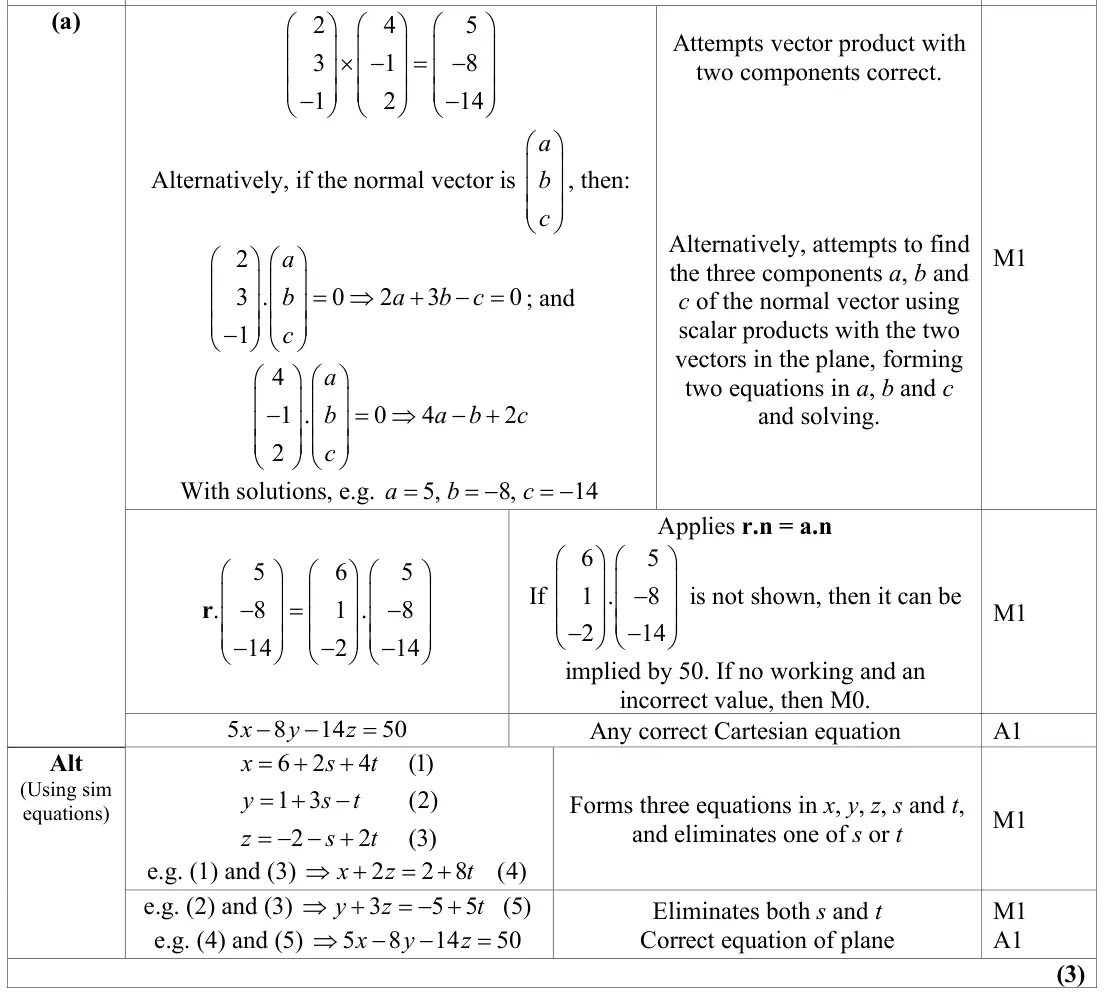 (a)
( 2 3 −1 ) × ( 4 −1 2 ) = ( 5 −8 −14 )
Attempts vector product with
two components correct.
Alternatively, if the normal vector is ( a b c ) , then:
( 2 3 −1 ) . ( a b c ) = 0 ⇒ 2a + 3b − c = 0 ; and
( 4 −1 2 ) . ( a b c ) = 0 ⇒ 4a − b + 2c
With solutions, e.g. a = 5, b = −8, c = −14
Alternatively, attempts to find
the three components a, b and
c of the normal vector using
scalar products with the two
vectors in the plane, forming
two equations in a, b and c
and solving.
M1
r. ( 5 −8 −14 ) = ( 6 1 −2 ) . ( 5 −8 −14 )
Applies r.n = a.n
If ( 6 1 −2 ) . ( 5 −8 −14 ) is not shown, then it can be
implied by 50. If no working and an
incorrect value, then M0.
M1
5x − 8y − 14z = 50
Any correct Cartesian equation
A1
Alt
(Using sim
equations)
x = 6 + 2s + 4t (1)
y = 1 + 3s − t (2)
z = −2 − s + 2t (3)
e.g. (1) and (3) ⇒ x + 2z = 2 + 8t (4)
Forms three equations in x, y, z, s and t,
and eliminates one of s or t
M1
e.g. (2) and (3) ⇒ y + 3z = −5 + 5t (5)
e.g. (4) and (5) ⇒ 5x − 8y − 14z = 50
Eliminates both s and t
Correct equation of plane
M1
A1
(3)